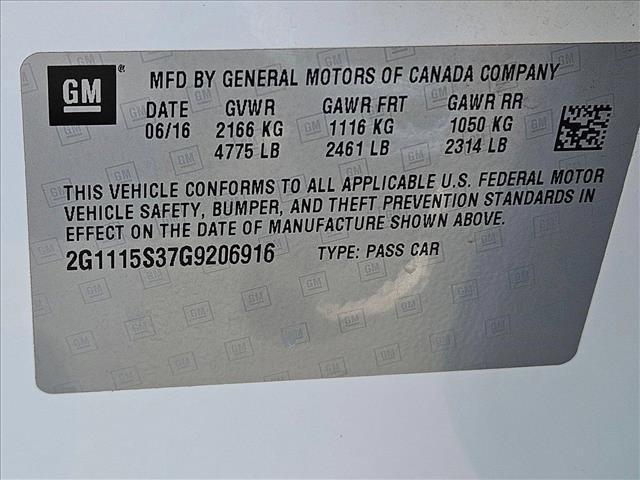 GM ® MFD BY GENERAL MOTORS OF CANADA COMPANY
DATE GVWR GAWR FRT GAWR RR
06/16 2166 KG 1116 KG 1050 KG
4775 LB 2461 LB 2314 LB
THIS VEHICLE CONFORMS TO ALL APPLICABLE U.S. FEDERAL MOTOR
VEHICLE SAFETY, BUMPER, AND THEFT PREVENTION STANDARDS IN
EFFECT ON THE DATE OF MANUFACTURE SHOWN ABOVE.
2G1115S37G9206916 TYPE: PASS CAR